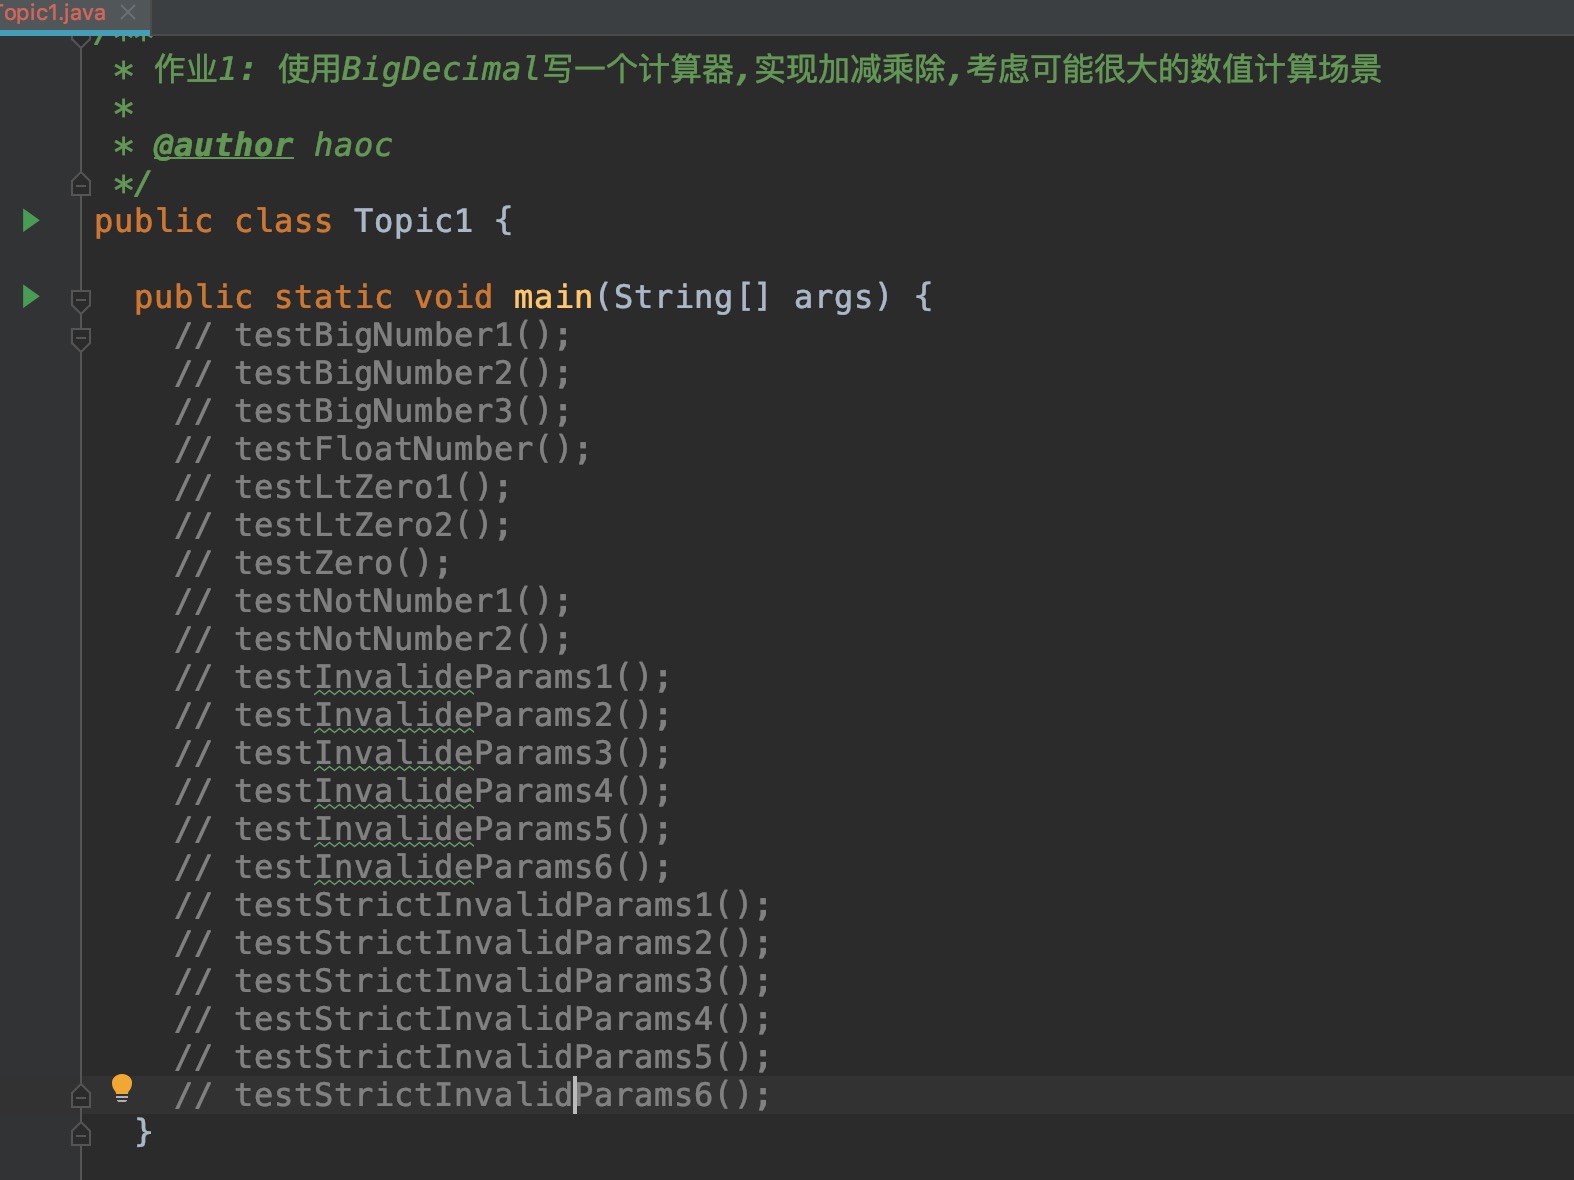 Topic1.java
/**
* 作业1: 使用BigDecimal写一个计算器,实现加减乘除,考虑可能很大的数值计算场景
*
* @author haoc
*/
public class Topic1 {
public static void main(String[] args) {
// testBigNumber1();
// testBigNumber2();
// testBigNumber3();
// testFloatNumber();
// testLtZero1();
// testLtZero2();
// testZero();
// testNotNumber1();
// testNotNumber2();
// testInvalideParams1();
// testInvalideParams2();
// testInvalideParams3();
// testInvalideParams4();
// testInvalideParams5();
// testInvalideParams6();
// testStrictInvalidParams1();
// testStrictInvalidParams2();
// testStrictInvalidParams3();
// testStrictInvalidParams4();
// testStrictInvalidParams5();
// testStrictInvalidParams6();
}